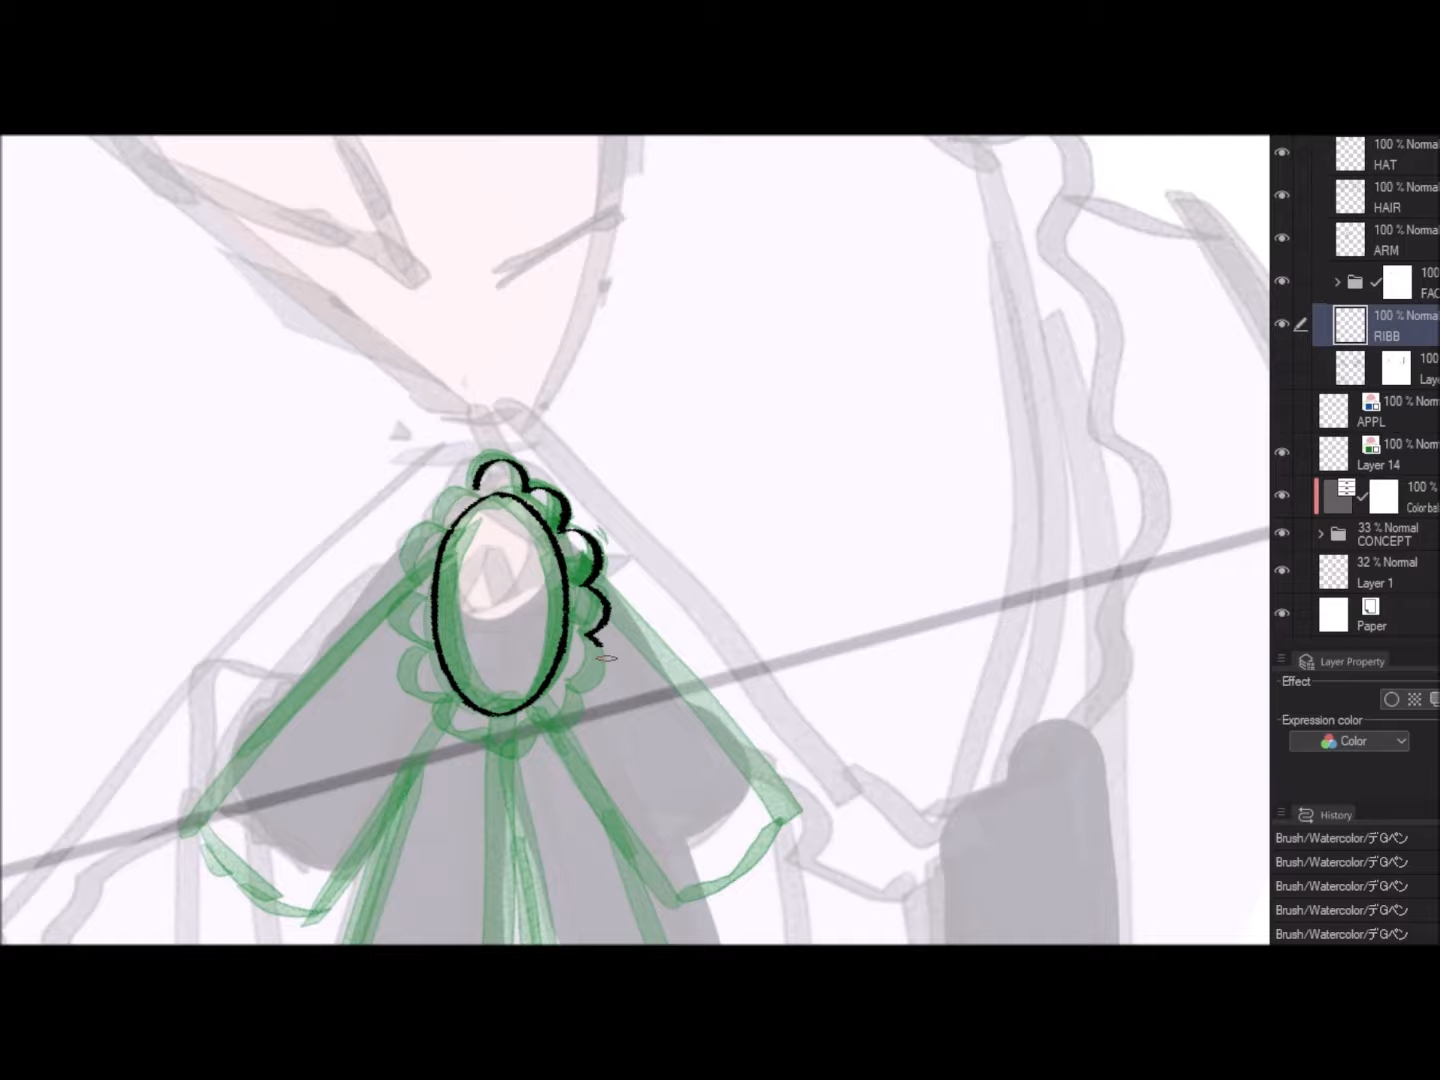 100 % Norma
HAT
100 % Norma
HAIR
100 % Norma
ARM
100
FAC
100 % Norma
RIBB
100
Laye
100 % Norm
APPL
100 % Norm
Layer 14
100 %
Colorbal
33 % Normal
CONCEPT
32 % Normal
Layer 1
Paper
Layer Property
Effect
Expression color
Color
History
Brush/Watercolor/デGペン
Brush/Watercolor/デGペン
Brush/Watercolor/デGペン
Brush/Watercolor/デGペン
Brush/Watercolor/デGペン